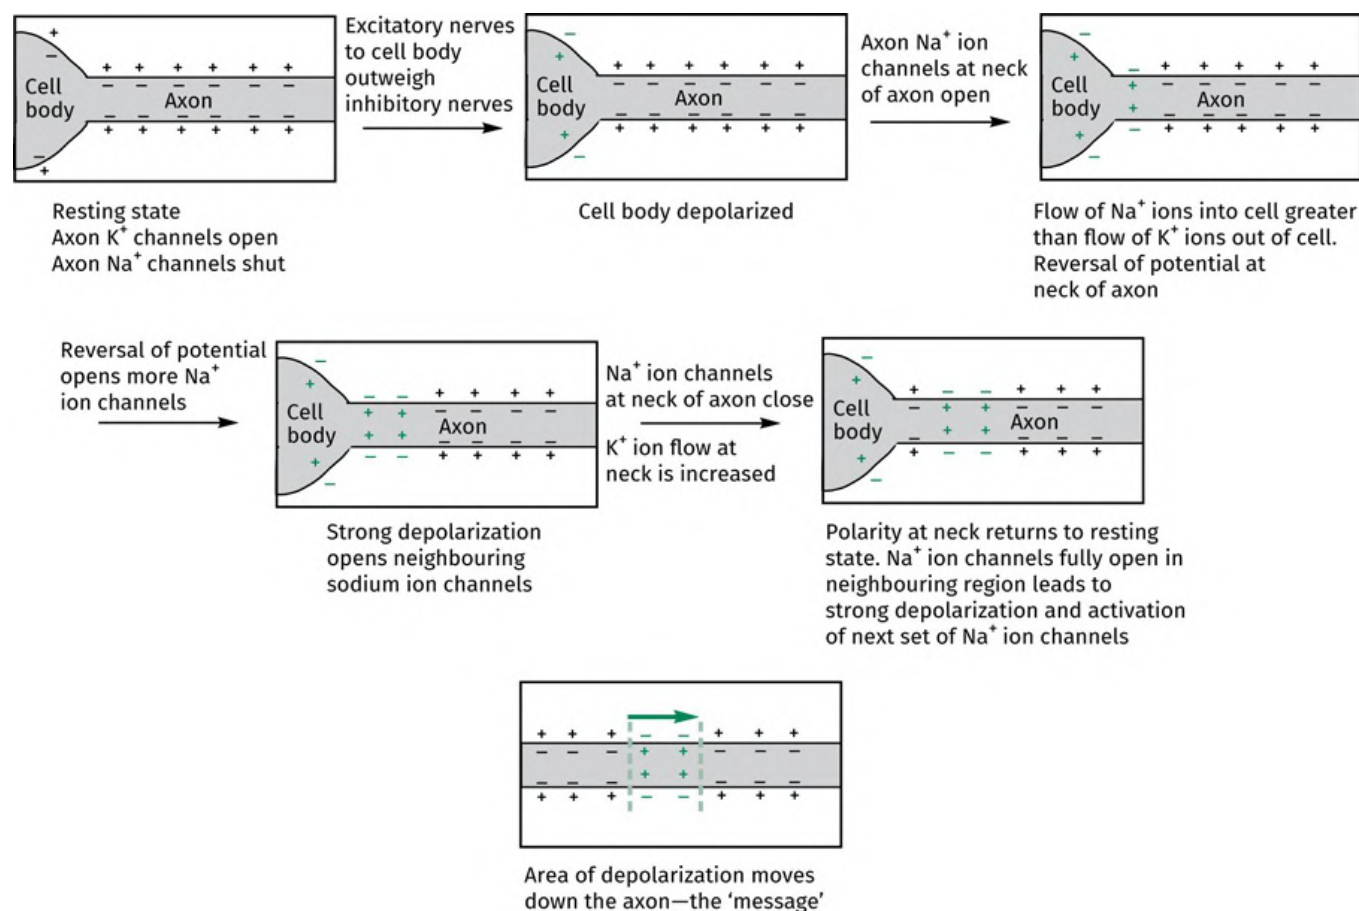 Cell
body
Axon
Resting state
Axon K⁺ channels open
Axon Na⁺ channels shut
Excitatory nerves
to cell body
outweigh
inhibitory nerves
Cell
body
Axon
Cell body depolarized
Axon Na⁺ ion
channels at neck
of axon open
Cell
body
Axon
Flow of Na⁺ ions into cell greater
than flow of K⁺ ions out of cell.
Reversal of potential at
neck of axon
Reversal of potential
opens more Na⁺
ion channels
Cell
body
Axon
Strong depolarization
opens neighbouring
sodium ion channels
Na⁺ ion channels
at neck of axon close
K⁺ ion flow at
neck is increased
Cell
body
Axon
Polarity at neck returns to resting
state. Na⁺ ion channels fully open in
neighbouring region leads to
strong depolarization and activation
of next set of Na⁺ ion channels
Area of depolarization moves
down the axon—the ‘message’